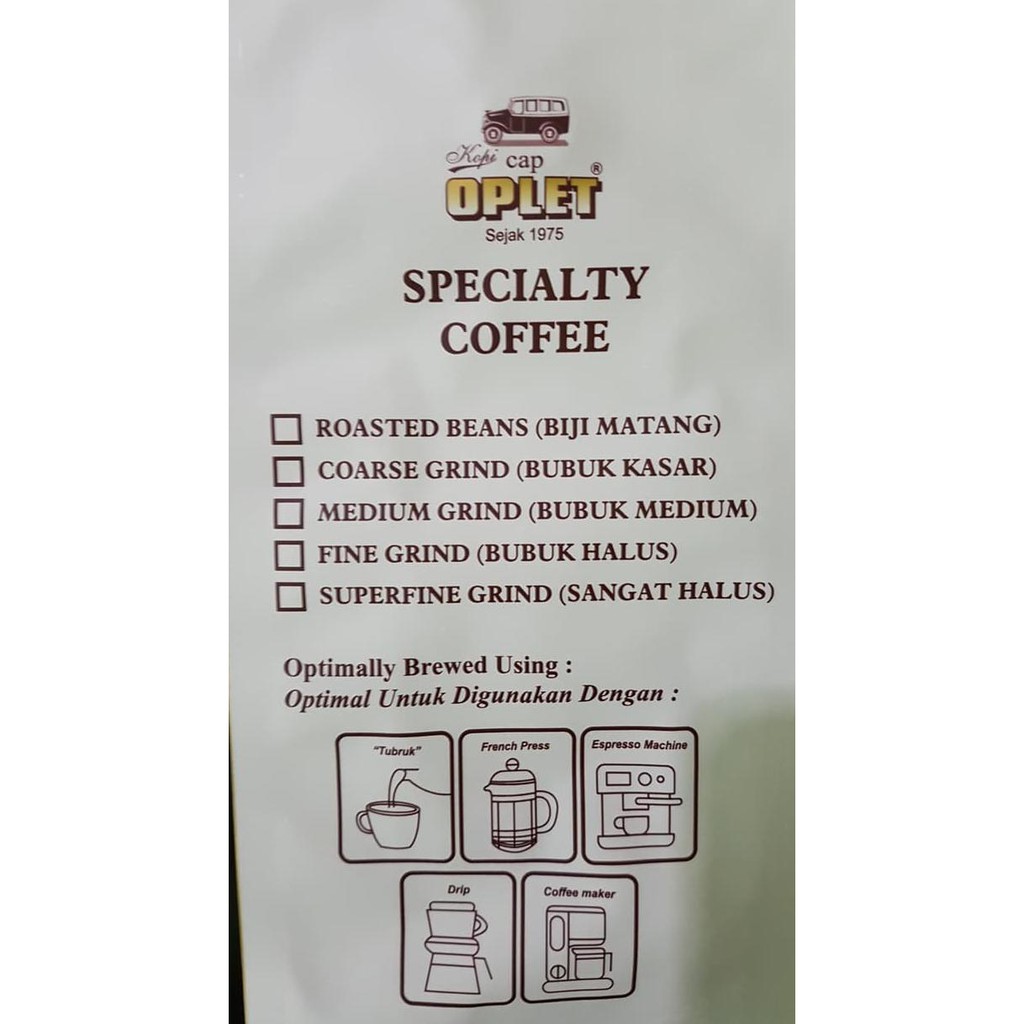 Kopi cap
OPLET®
Sejak 1975
SPECIALTY
COFFEE
ROASTED BEANS (BIJI MATANG)
COARSE GRIND (BUBUK KASAR)
MEDIUM GRIND (BUBUK MEDIUM)
FINE GRIND (BUBUK HALUS)
SUPERFINE GRIND (SANGAT HALUS)
Optimally Brewed Using :
Optimal Untuk Digunakan Dengan :
"Tubruk"
French Press
Espresso Machine
Drip
Coffee maker